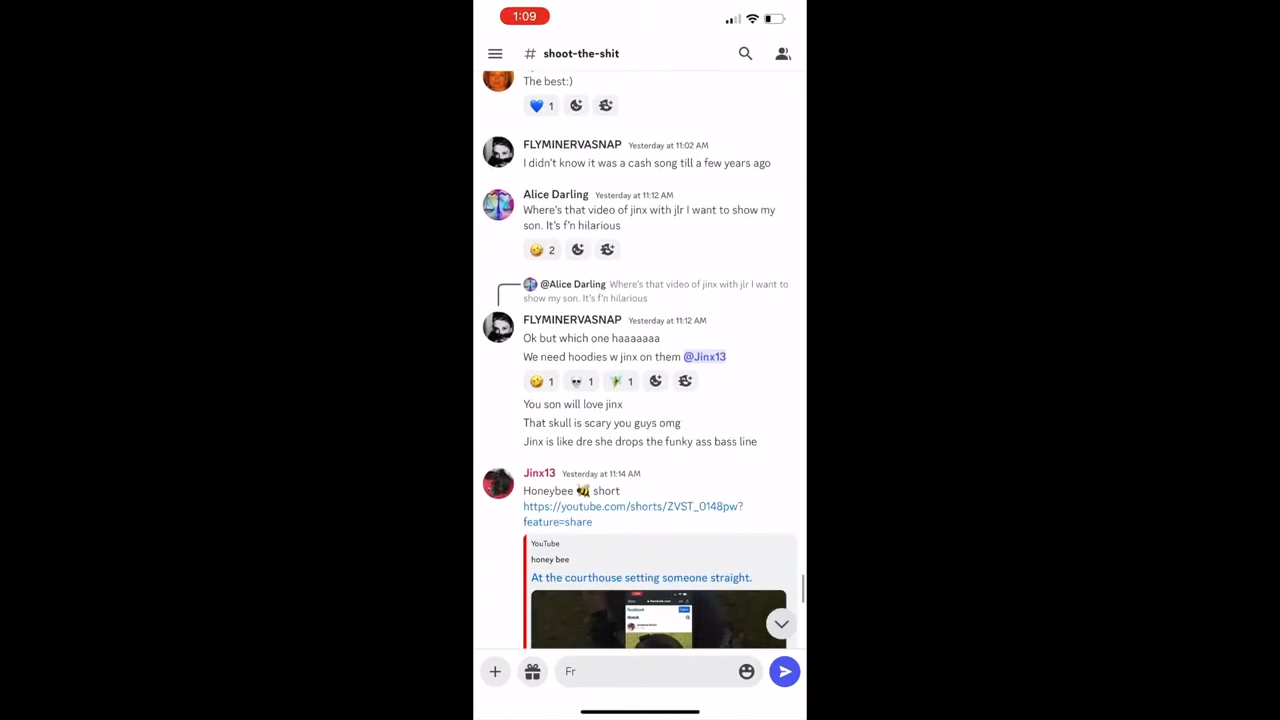 1:09
# shoot-the-shit
The best:)
1
FLYMINERVASNAP Yesterday at 11:02 AM
I didn't know it was a cash song till a few years ago
Alice Darling Yesterday at 11:12 AM
Where's that video of jinx with jlr I want to show my
son. It's f'n hilarious
2
@Alice Darling Where's that video of jinx with jlr I want to
show my son. It's f'n hilarious
FLYMINERVASNAP Yesterday at 11:12 AM
Ok but which one haaaaaaa
We need hoodies w jinx on them @Jinx13
1 1 1
You son will love jinx
That skull is scary you guys omg
Jinx is like dre she drops the funky ass bass line
Jinx13 Yesterday at 11:14 AM
Honeybee 🐝 short
https://youtube.com/shorts/ZVST_0148pw?
feature=share
YouTube
honey bee
At the courthouse setting someone straight.
Fr